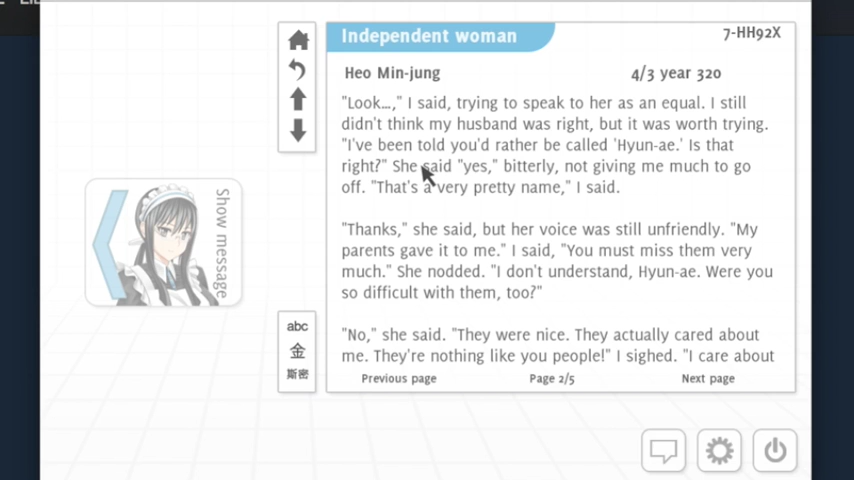 Independent woman
7-HH92X
Heo Min-jung
4/3 year 320
"Look…," I said, trying to speak to her as an equal. I still
didn't think my husband was right, but it was worth trying.
"I've been told you'd rather be called 'Hyun-ae.' Is that
right?" She said "yes," bitterly, not giving me much to go
off. "That's a very pretty name," I said.
"Thanks," she said, but her voice was still unfriendly. "My
parents gave it to me." I said, "You must miss them very
much." She nodded. "I don't understand, Hyun-ae. Were you
so difficult with them, too?"
"No," she said. "They were nice. They actually cared about
me. They're nothing like you people!" I sighed. "I care about
Previous page
Page 2/5
Next page
Show message
abc
金
斯密